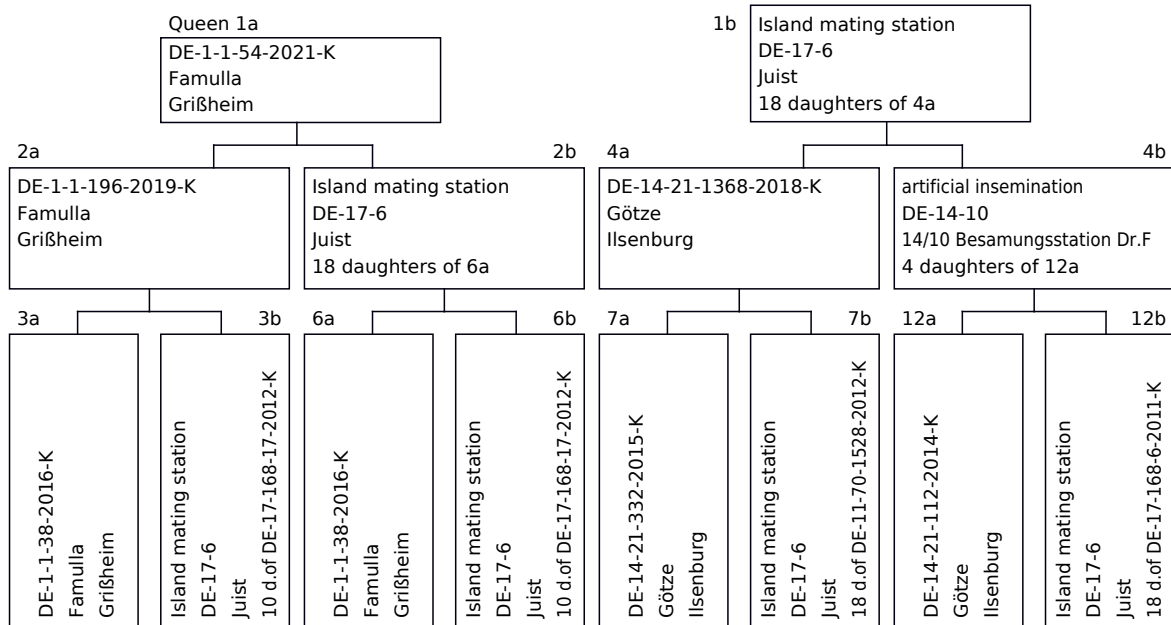 Queen 1a
DE-1-1-54-2021-K
Famulla
Grißheim
1b
Island mating station
DE-17-6
Juist
18 daughters of 4a
2a
DE-1-1-196-2019-K
Famulla
Grißheim
2b
Island mating station
DE-17-6
Juist
18 daughters of 6a
4a
DE-14-21-1368-2018-K
Götze
Ilsenburg
4b
artificial insemination
DE-14-10
14/10 Besamungsstation Dr.F
4 daughters of 12a
3a
DE-1-1-38-2016-K
Famulla
Grißheim
3b
Island mating station
DE-17-6
Juist
10 d.of DE-17-168-17-2012-K
6a
DE-1-1-38-2016-K
Famulla
Grißheim
6b
Island mating station
DE-17-6
Juist
10 d.of DE-17-168-17-2012-K
7a
DE-14-21-332-2015-K
Götze
Ilsenburg
7b
Island mating station
DE-17-6
Juist
18 d.of DE-11-70-1528-2012-K
12a
DE-14-21-112-2014-K
Götze
Ilsenburg
12b
Island mating station
DE-17-6
Juist
18 d.of DE-17-168-6-2011-K